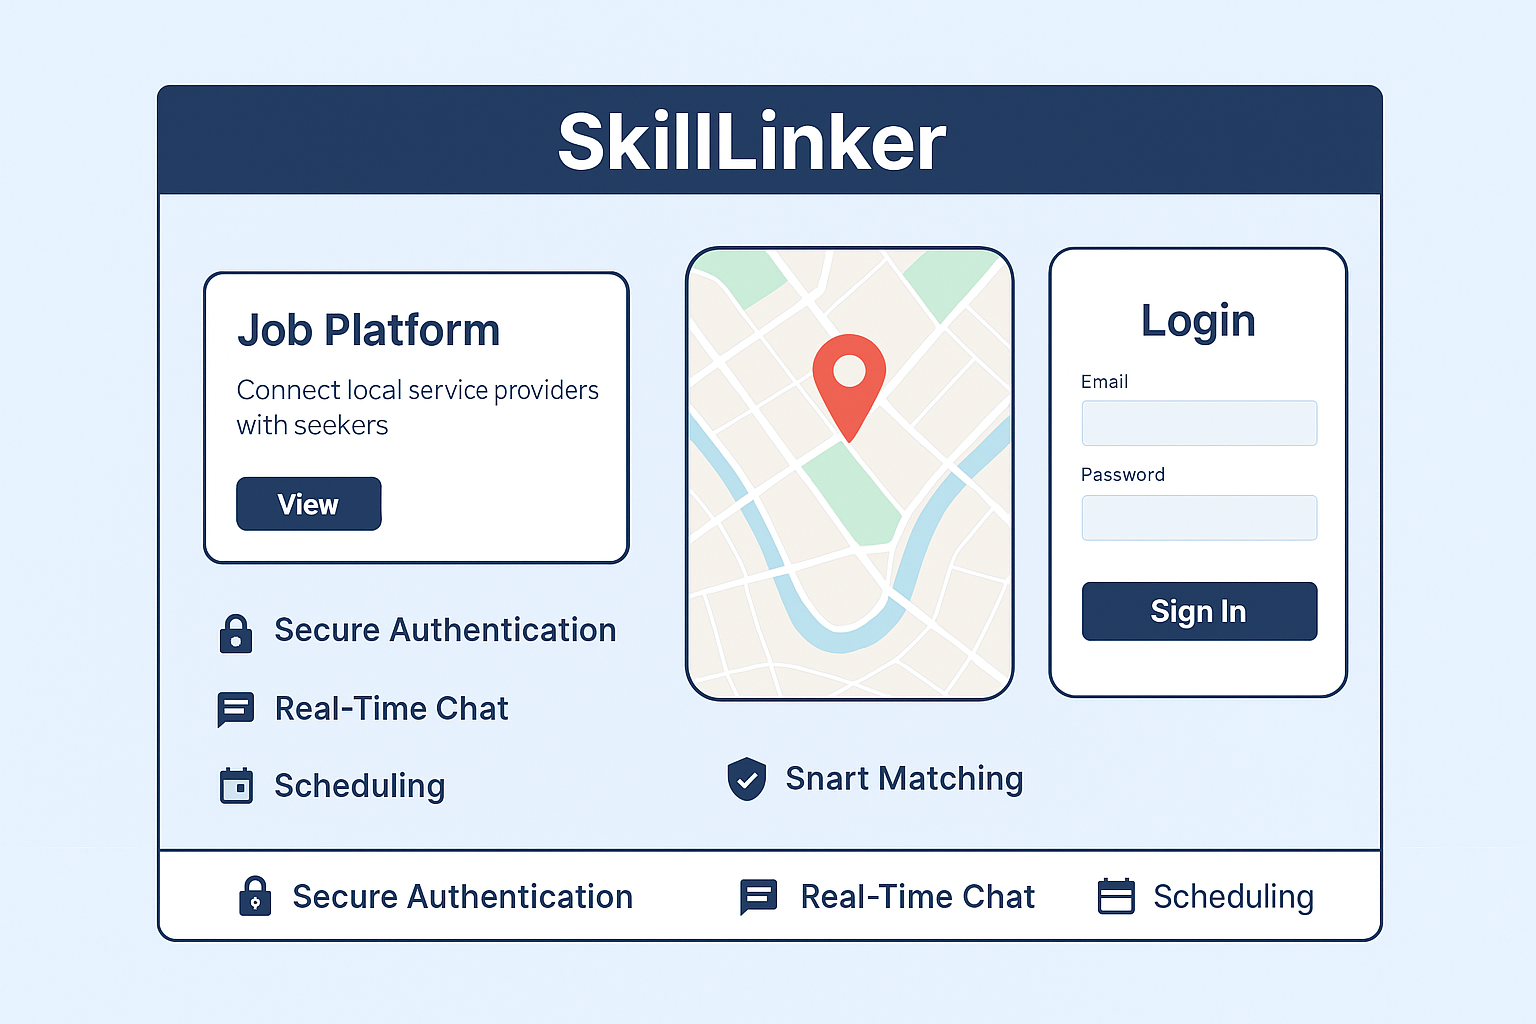 SkillLinker
Job Platform
Connect local service providers
with seekers
View
Secure Authentication
Real-Time Chat
Scheduling
Login
Email
Password
Sign In
Snart Matching
Secure Authentication
Real-Time Chat
Scheduling